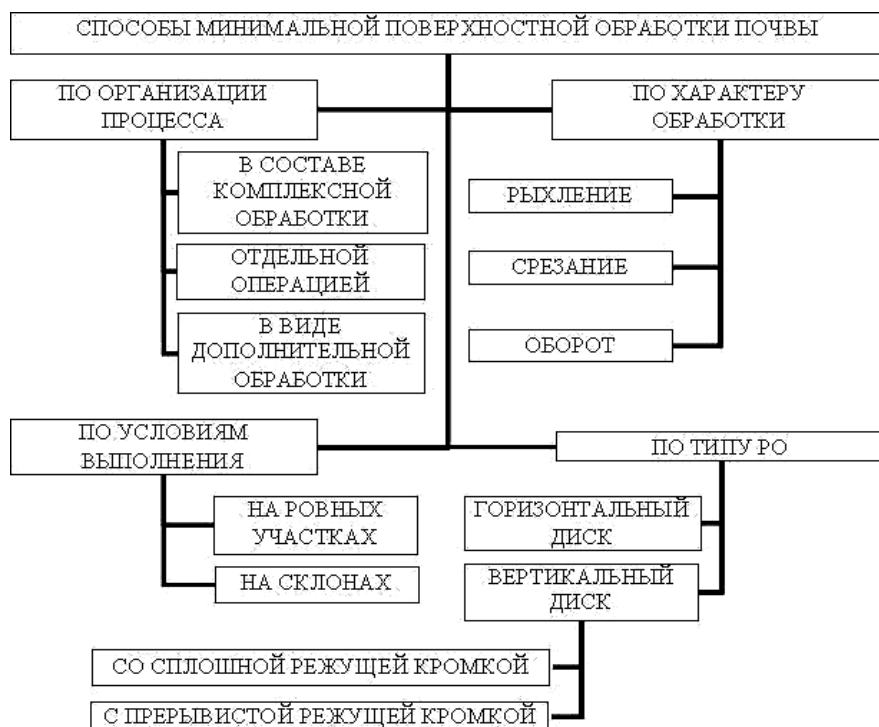 СПОСОБЫ МИНИМАЛЬНОЙ ПОВЕРХНОСТНОЙ ОБРАБОТКИ ПОЧВЫ
ПО ОРГАНИЗАЦИИ
ПРОЦЕССА
ПО ХАРАКТЕРУ
ОБРАБОТКИ
В СОСТАВЕ
КОМПЛЕКСНОЙ
ОБРАБОТКИ
ОТДЕЛЬНОЙ
ОПЕРАЦИЕЙ
В ВИДЕ
ДОПОЛНИТЕЛЬНОЙ
ОБРАБОТКИ
РЫХЛЕНИЕ
СРЕЗАНИЕ
ОБОРОТ
ПО УСЛОВИЯМ
ВЫПОЛНЕНИЯ
ПО ТИПУ РО
НА РОВНЫХ
УЧАСТКАХ
НА СКЛОНАХ
ГОРИЗОНТАЛЬНЫЙ
ДИСК
ВЕРТИКАЛЬНЫЙ
ДИСК
СО СПЛОШНОЙ РЕЖУЩЕЙ КРОМКОЙ
С ПРЕРЫВИСТОЙ РЕЖУЩЕЙ КРОМКОЙ